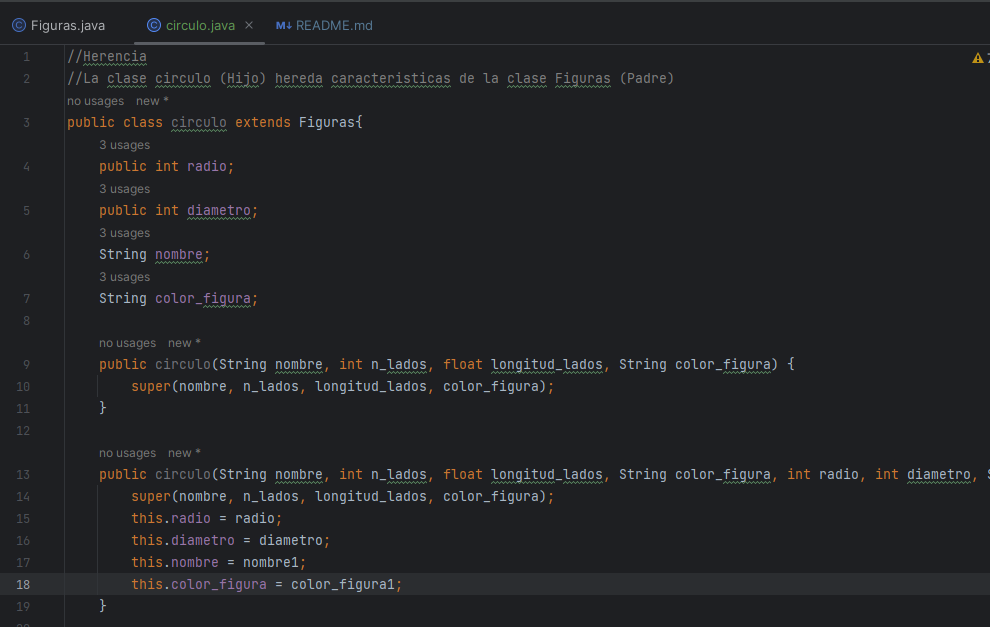 Figuras.java circulo.java README.md
1 //Herencia
2 //La clase circulo (Hijo) hereda caracteristicas de la clase Figuras (Padre)
no usages new *
3 public class circulo extends Figuras{
3 usages
4 public int radio;
3 usages
5 public int diametro;
3 usages
6 String nombre;
3 usages
7 String color_figura;
8
no usages new *
9 public circulo(String nombre, int n_lados, float longitud_lados, String color_figura) {
10 super(nombre, n_lados, longitud_lados, color_figura);
11 }
12
no usages new *
13 public circulo(String nombre, int n_lados, float longitud_lados, String color_figura, int radio, int diametro,
14 super(nombre, n_lados, longitud_lados, color_figura);
15 this.radio = radio;
16 this.diametro = diametro;
17 this.nombre = nombre1;
18 this.color_figura = color_figura1;
19 }